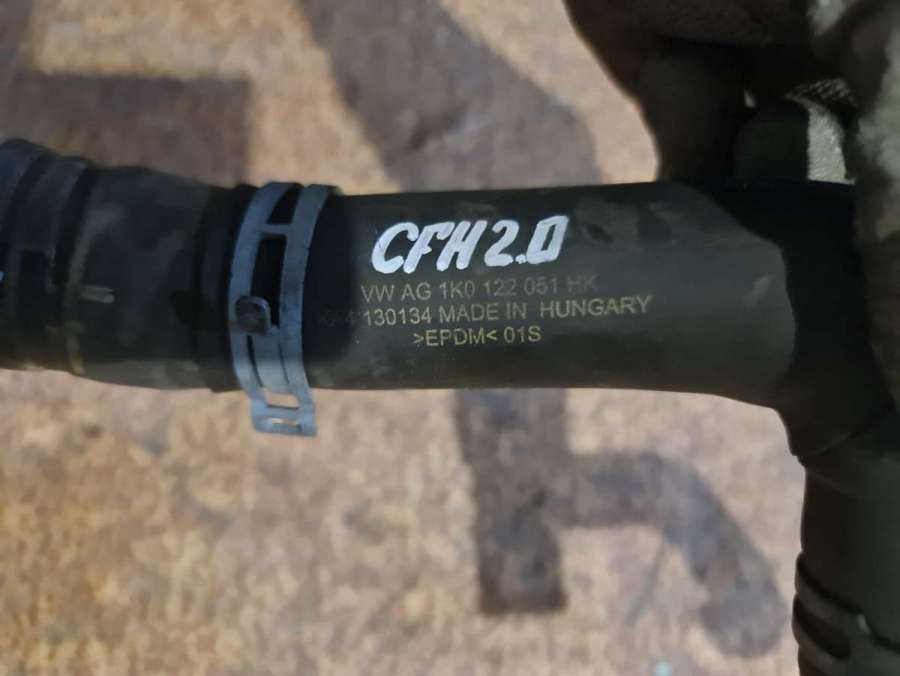 CFH 2.0
VW AG 1K0 122 051 HK
130134 MADE IN HUNGARY
>EPDM< 01S